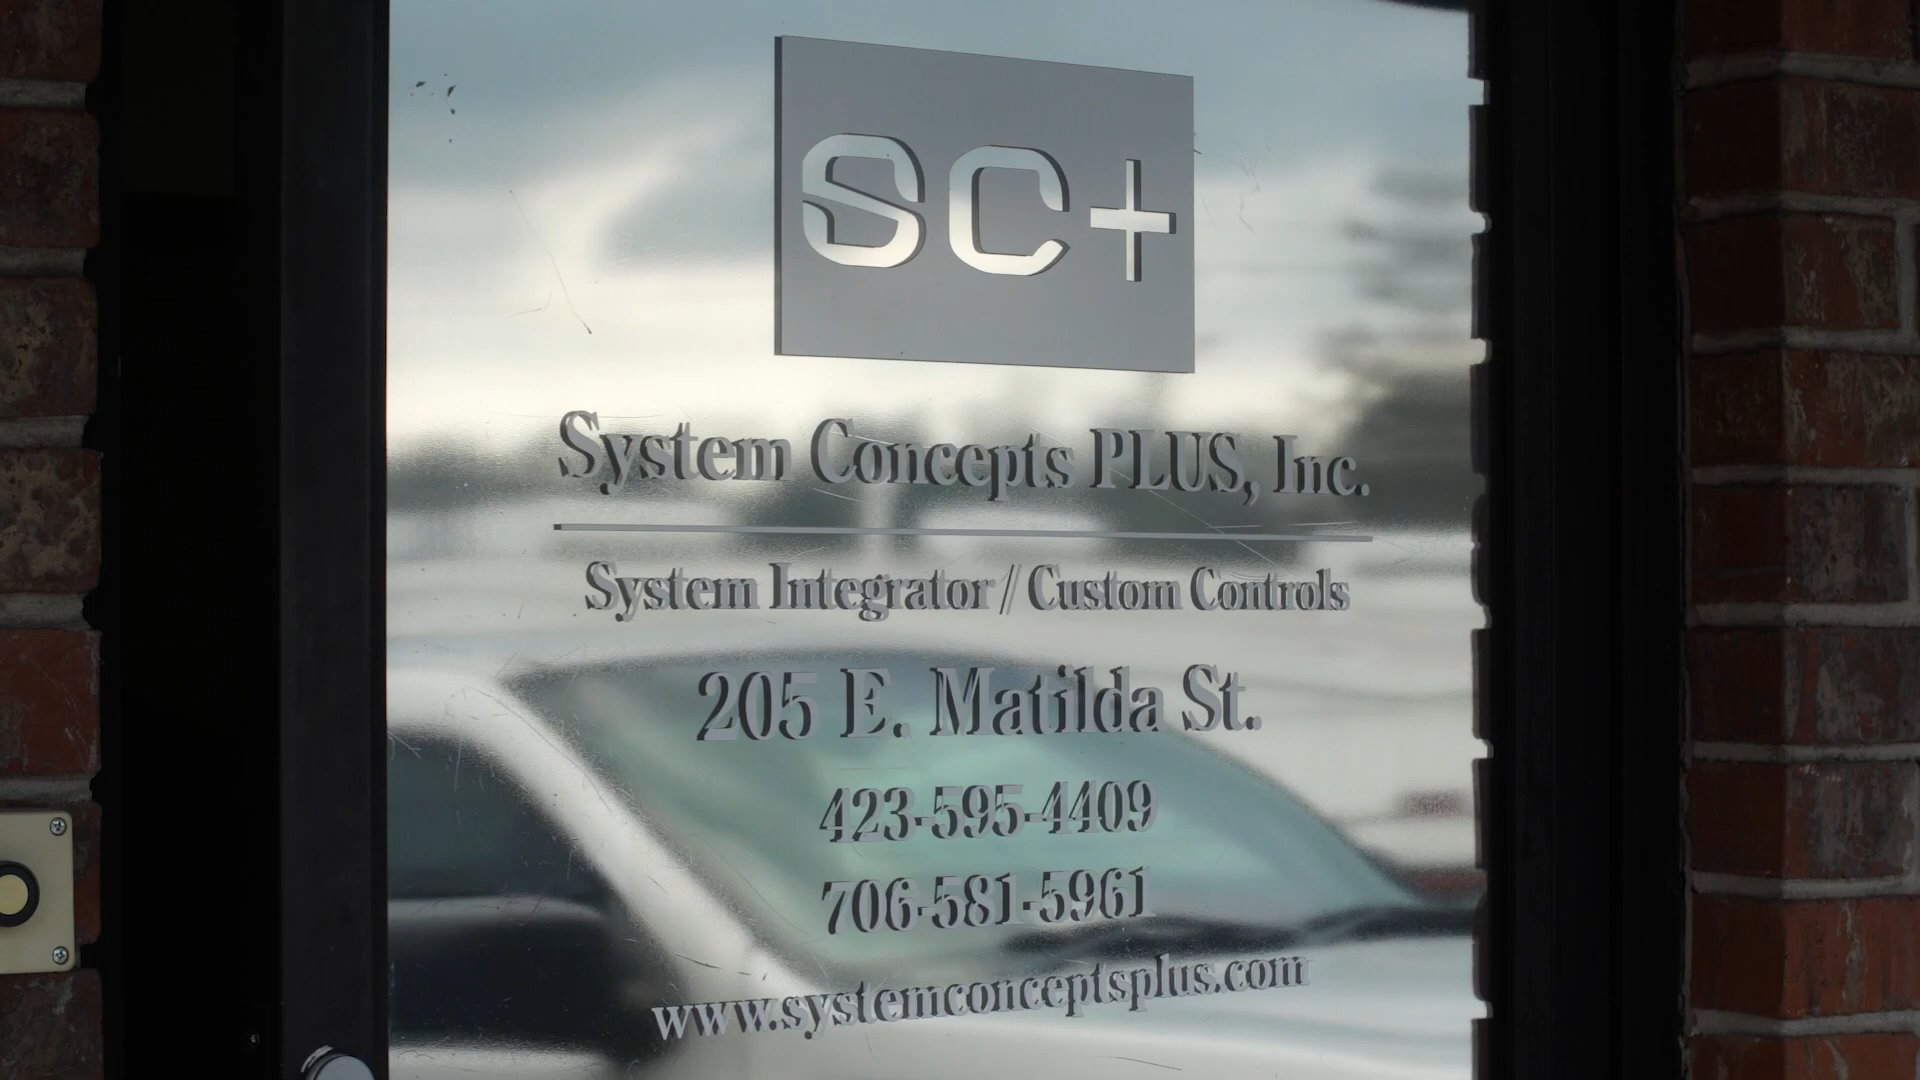 SC+
System Concepts PLUS, Inc.
System Integrator / Custom Controls
205 E. Matilda St.
423-595-4409
706-581-5961
www.systemconceptsplus.com